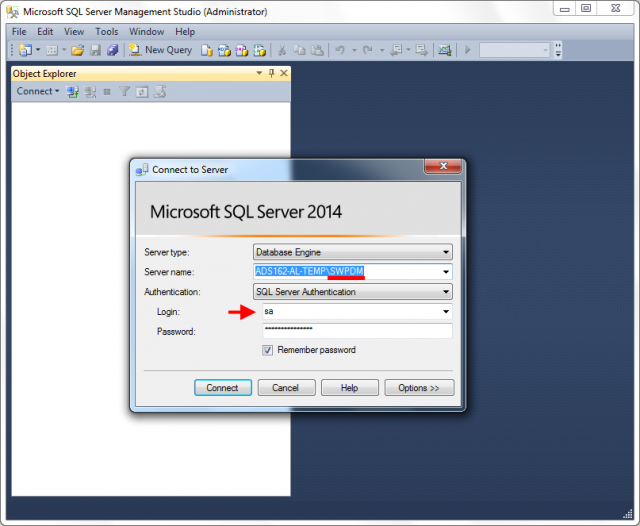 Microsoft SQL Server Management Studio (Administrator)
File Edit View Tools Window Help
New Query
Object Explorer
Connect
Connect to Server
Microsoft SQL Server 2014
Server type: Database Engine
Server name: ADS162-AL-TEMP\SWPDM
Authentication: SQL Server Authentication
Login: sa
Password: ***************
Remember password
Connect Cancel Help Options >>